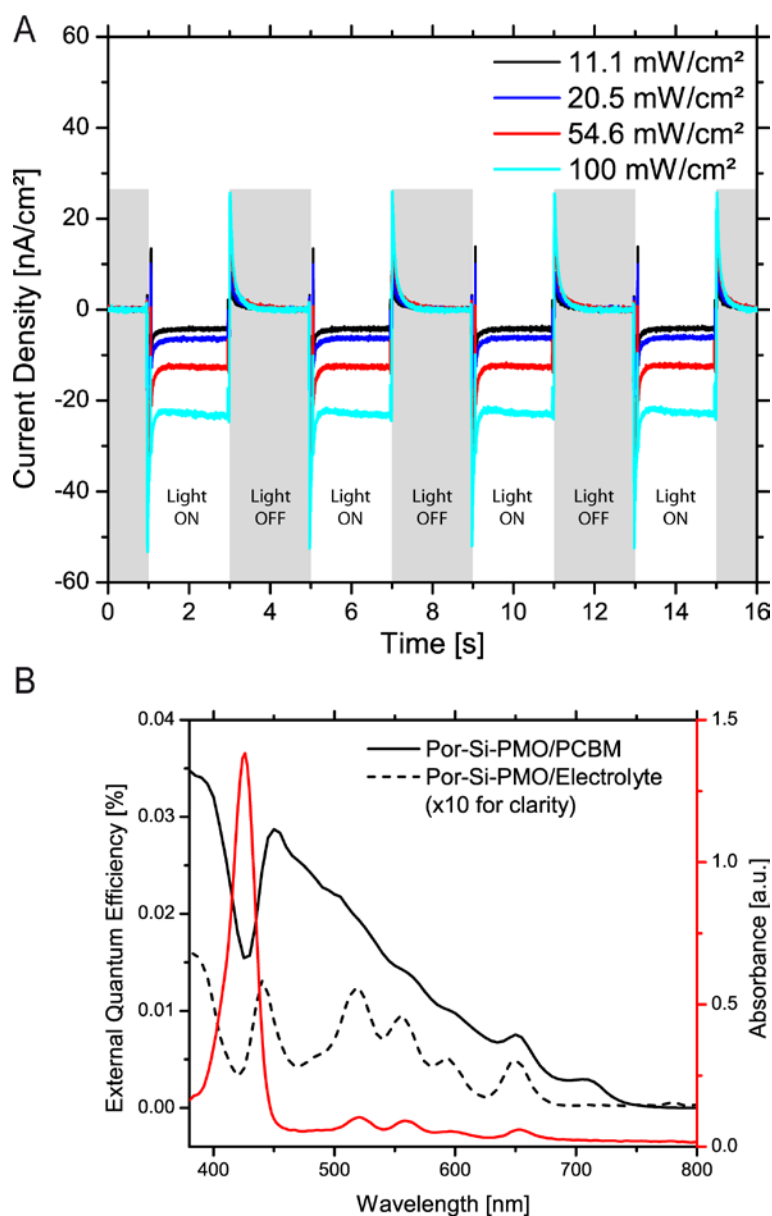 A
Current Density [nA/cm²]
60
40
20
0
-20
-40
-60
11.1 mW/cm²
20.5 mW/cm²
54.6 mW/cm²
100 mW/cm²
Light ON
Light OFF
Light ON
Light OFF
Light ON
Light OFF
Light ON
0 2 4 6 8 10 12 14 16
Time [s]
B
External Quantum Efficiency [%]
0.04
0.03
0.02
0.01
0.00
Por-Si-PMO/PCBM
Por-Si-PMO/Electrolyte
(x10 for clarity)
1.5
1.0
0.5
0.0
Absorbance [a.u.]
400 500 600 700 800
Wavelength [nm]